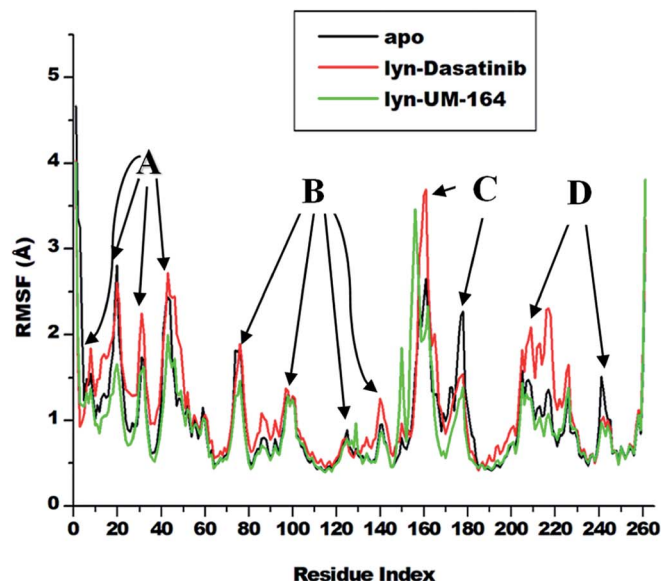 apo
lyn-Dasatinib
lyn-UM-164
A
B
C
D
RMSF (Å)
5
4
3
2
1
0
0 20 40 60 80 100 120 140 160 180 200 220 240 260
Residue Index